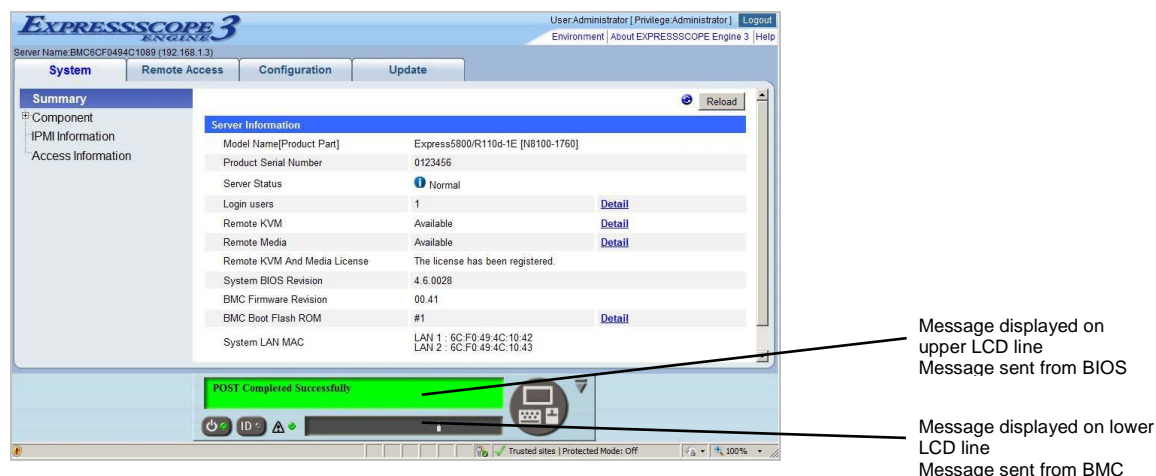 EXPRESSSCOPE
ENGINE 3
User:Administrator [ Privilege:Administrator ] Logout
Environment About EXPRESSSCOPE Engine 3 Help
Server Name:BMC6CF0494C1089 (192.168.1.3)
System Remote Access Configuration Update
Summary
Component
IPMI Information
Access Information
Reload
Server Information
Model Name[Product Part] Express5800/R110d-1E [N8100-1760]
Product Serial Number 0123456
Server Status Normal
Login users 1 Detail
Remote KVM Available Detail
Remote Media Available Detail
Remote KVM And Media License The license has been registered.
System BIOS Revision 4.6.0028
BMC Firmware Revision 00.41
BMC Boot Flash ROM #1 Detail
System LAN MAC LAN 1 : 6C:F0:49:4C:10:42
LAN 2 : 6C:F0:49:4C:10:43
POST Completed Successfully
ID
Trusted sites | Protected Mode: Off 100%
Message displayed on
upper LCD line
Message sent from BIOS
Message displayed on lower
LCD line
Message sent from BMC